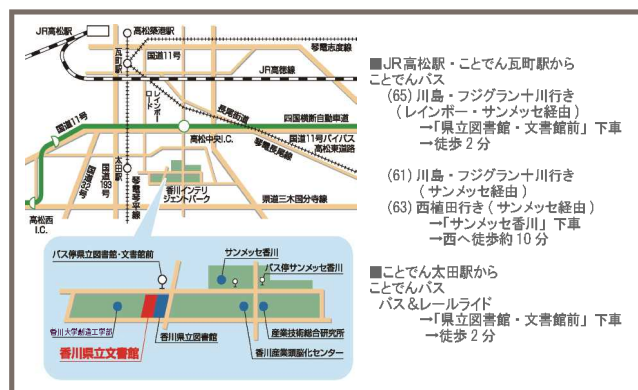 JR高松駅
高松築港駅
瓦町駅
国道11号
琴電志度線
JR高徳線
レインボーロード
長尾街道
四国横断自動車道
国道11号
高松中央I.C.
国道11号バイパス
高松東道路
琴電長尾線
太田駅
国道193号
国道32号
琴電琴平線
香川インテリ
ジェントパーク
県道三木国分寺線
高松西
I.C.
バス停県立図書館・文書館前
サンメッセ香川
バス停サンメッセ香川
香川大学創造工学部
香川県立図書館
産業技術総合研究所
香川県立文書館
香川産業頭脳化センター
■JR高松駅・ことでん瓦町駅から
ことでんバス
(65) 川島・フジグラン十川行き
(レインボー・サンメッセ経由)
→「県立図書館・文書館前」下車
→徒歩2分
(61) 川島・フジグラン十川行き
(サンメッセ経由)
(63) 西植田行き(サンメッセ経由)
→「サンメッセ香川」下車
→西へ徒歩約10分
■ことでん太田駅から
ことでんバス
バス&レールライド
→「県立図書館・文書館前」下車
→徒歩2分